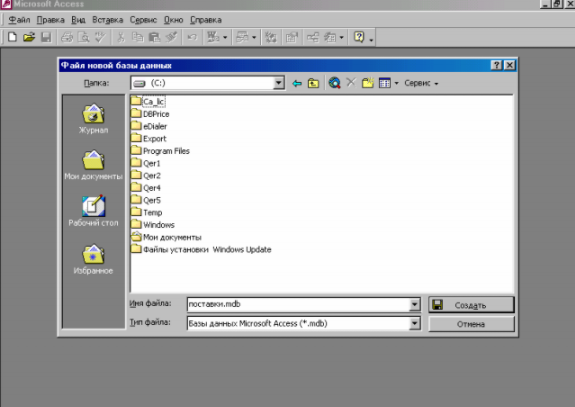 Microsoft Access
Файл Правка Вид Вставка Сервис Окно Справка
Файл новой базы данных
Папка: (C:) Сервис
Ca_lic
DBPrice
eDialer
Export
Program Files
Qer1
Qer2
Qer4
Qer5
Temp
Windows
Мои документы
Файлы установки Windows Update
Журнал
Мои документы
Рабочий стол
Избранное
Имя файла: поставки.mdb Создать
Тип файла: Базы данных Microsoft Access (*.mdb) Отмена